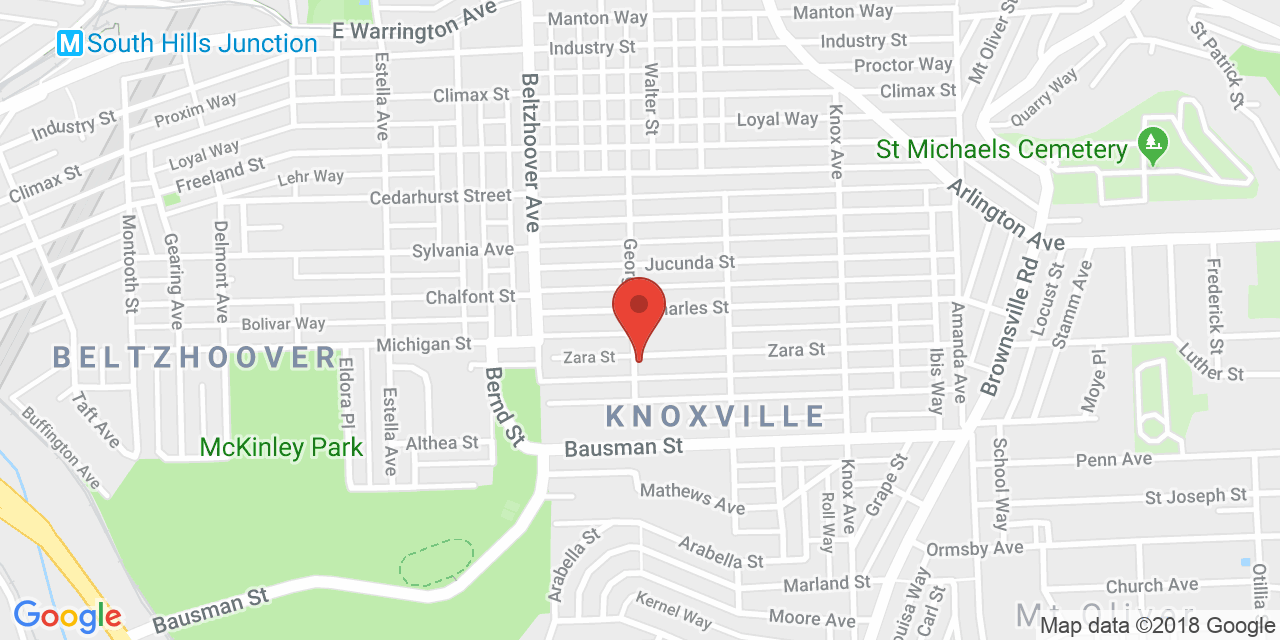 Manton Way
Manton Way
E Warrington Ave
South Hills Junction
M
Industry St
Industry St
Mt Oliver St
St Patrick St
Proctor Way
Estella Ave
Beltzhoover Ave
Walter St
Climax St
Climax St
Quarry Way
Proxim Way
Industry St
Loyal Way
Knox Ave
St Michaels Cemetery
Loyal Way
Freeland St
Lehr Way
Climax St
Cedarhurst Street
Arlington Ave
Montooth St
Gearing Ave
Delmont Ave
Sylvania Ave
Jucunda St
Brownsville Rd
Locust St
Stamm Ave
Frederick St
Chalfont St
Bolivar Way
Amanda Ave
Ibis Way
Michigan St
Zara St
Zara St
BELTZHOOVER
Luther St
Moye Pl
Eldora Pl
Estella Ave
Bernd St
Taft Ave
Buffington Ave
KNOXVILLE
McKinley Park
Althea St
Bausman St
School Way
Penn Ave
Grape St
Knox Ave
Roll Way
Mathews Ave
St Joseph St
Arabella St
Arabella St
Ormsby Ave
Marland St
Church Ave
Carl St
Kernel Way
Moore Ave
Bausman St
Mt Oliver
Google
Map data ©2018 Google